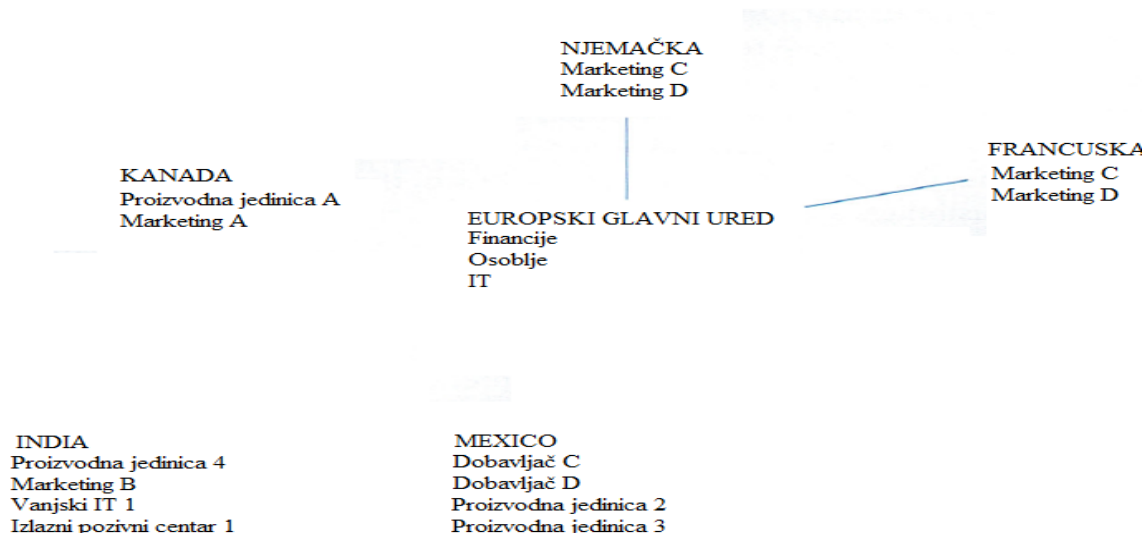 NJEMAČKA
Marketing C
Marketing D
KANADA
Proizvodna jedinica A
Marketing A
EUROPSKI GLAVNI URED
Financije
Osoblje
IT
FRANCUSKA
Marketing C
Marketing D
INDIA
Proizvodna jedinica 4
Marketing B
Vanjski IT 1
Izlazni pozivni centar 1
MEXICO
Dobavljač C
Dobavljač D
Proizvodna jedinica 2
Proizvodna jedinica 3